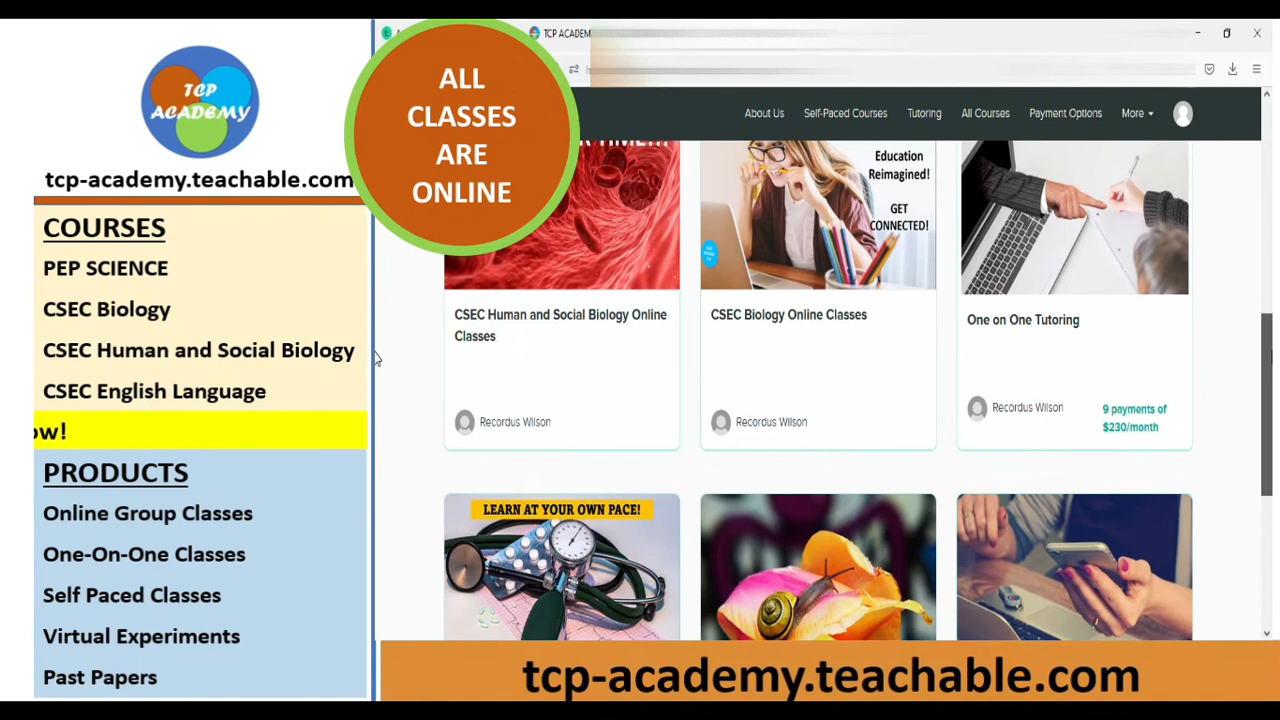 TCP
ACADEMY
tcp-academy.teachable.com
COURSES
PEP SCIENCE
CSEC Biology
CSEC Human and Social Biology
CSEC English Language
ow!
PRODUCTS
Online Group Classes
One-On-One Classes
Self Paced Classes
Virtual Experiments
Past Papers
ALL
CLASSES
ARE
ONLINE
TCP ACADEM
About Us
Self-Paced Courses
Tutoring
All Courses
Payment Options
More
Education
Reimagined!
GET
CONNECTED!
CSEC Human and Social Biology Online
Classes
Recordus Wilson
CSEC Biology Online Classes
Recordus Wilson
One on One Tutoring
Recordus Wilson
9 payments of
$230/month
LEARN AT YOUR OWN PACE!
tcp-academy.teachable.com